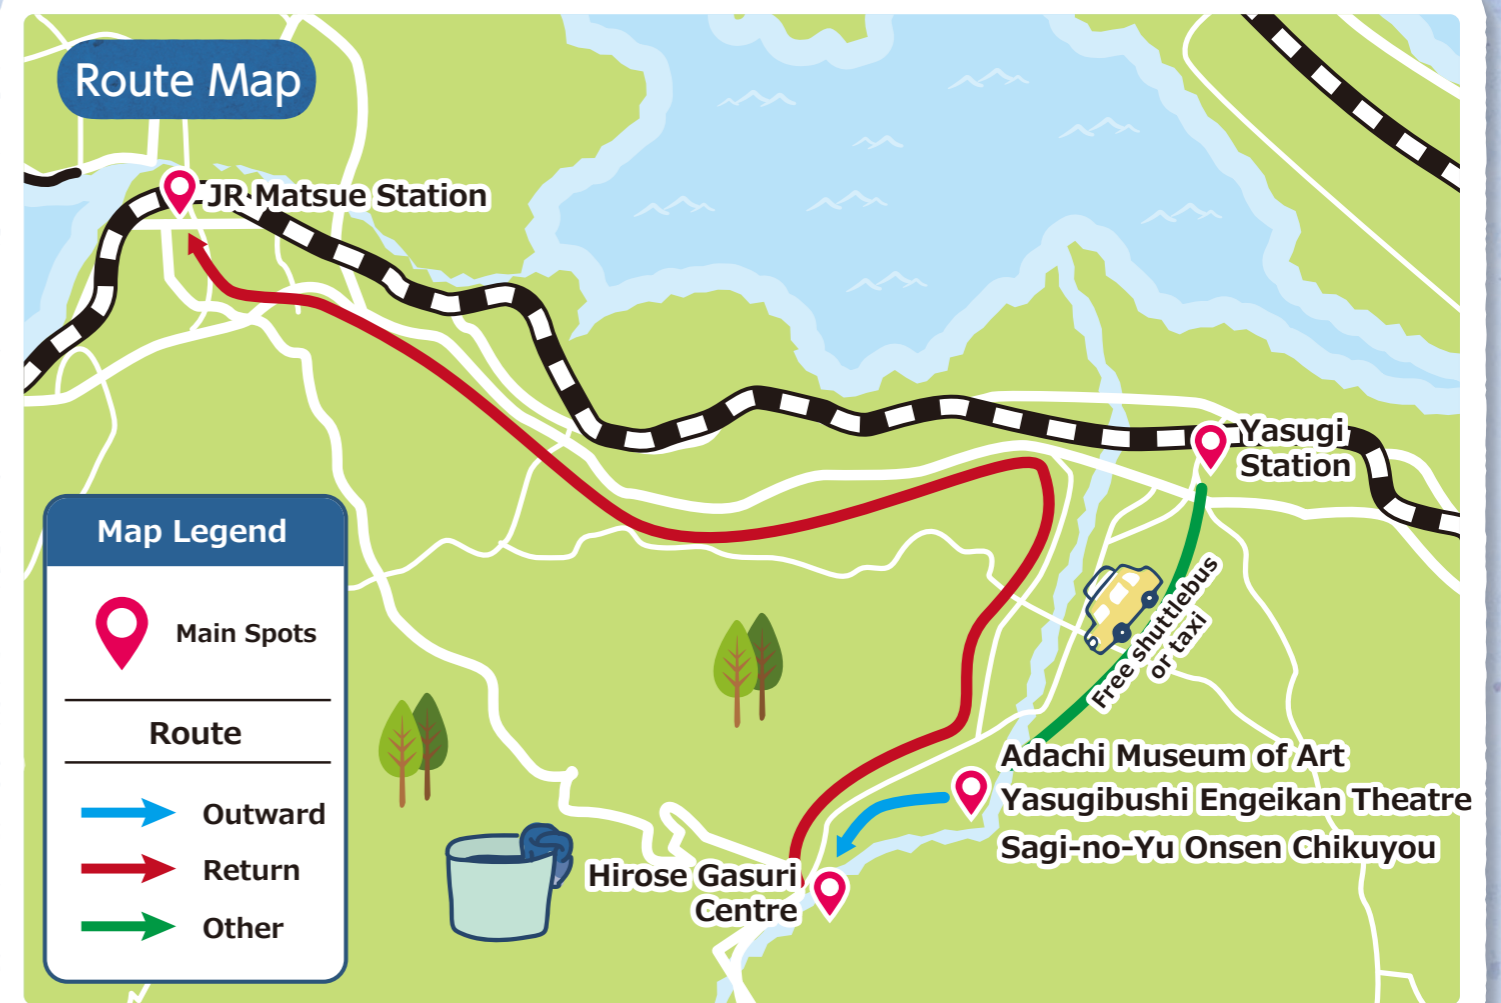 Route Map
JR Matsue Station
Yasugi
Station
Map Legend
Main Spots
Route
Outward
Return
Other
Free shuttlebus
or taxi
Adachi Museum of Art
Yasugibushi Engeikan Theatre
Sagi-no-Yu Onsen Chikuyou
Hirose Gasuri
Centre